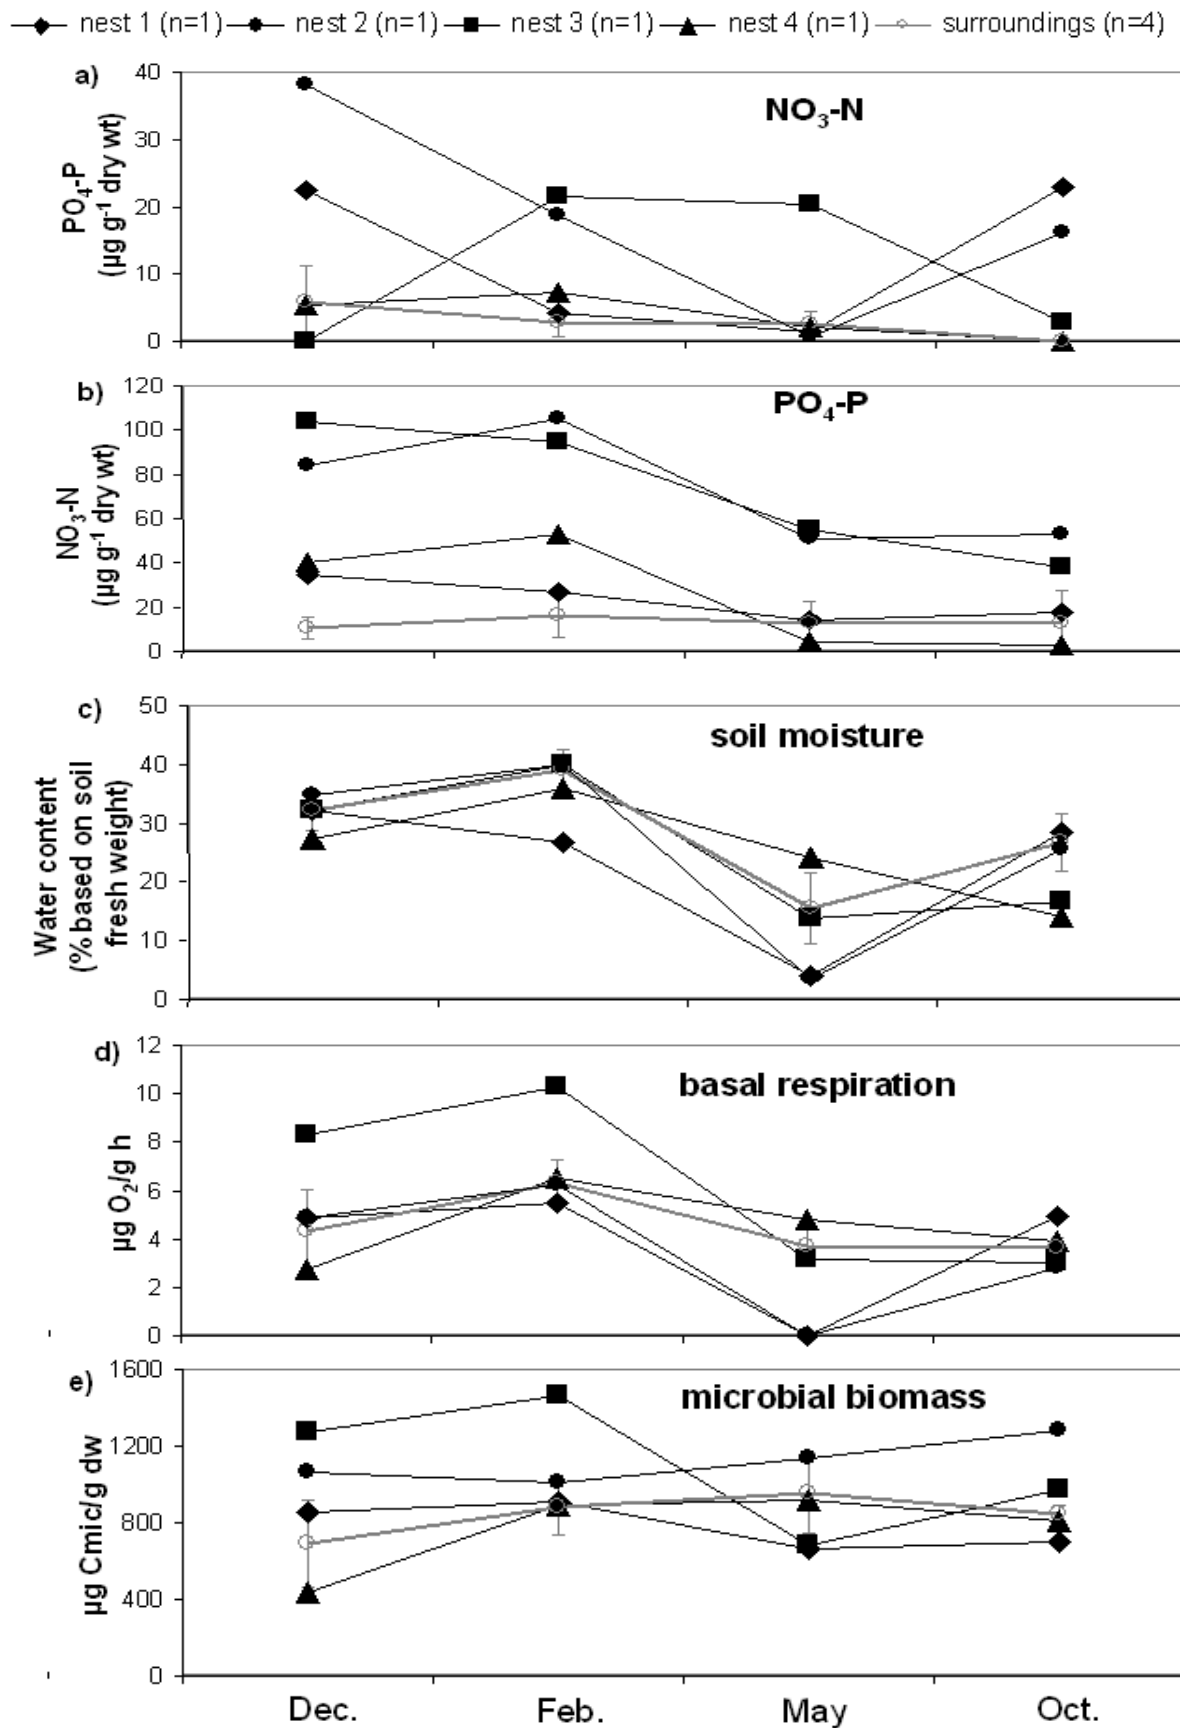 nest 1 (n=1) nest 2 (n=1) nest 3 (n=1) nest 4 (n=1) surroundings (n=4)
a)
NO₃-N
PO₄-P
(µg g⁻¹ dry wt)
40
30
20
10
0
b)
PO₄-P
NO₃-N
(µg g⁻¹ dry wt)
120
100
80
60
40
20
0
c)
soil moisture
Water content
(% based on soil
fresh weight)
50
40
30
20
10
0
d)
basal respiration
µg O₂/g h
12
10
8
6
4
2
0
e)
microbial biomass
µg Cmic/g dw
1600
1200
800
400
0
Dec. Feb. May Oct.